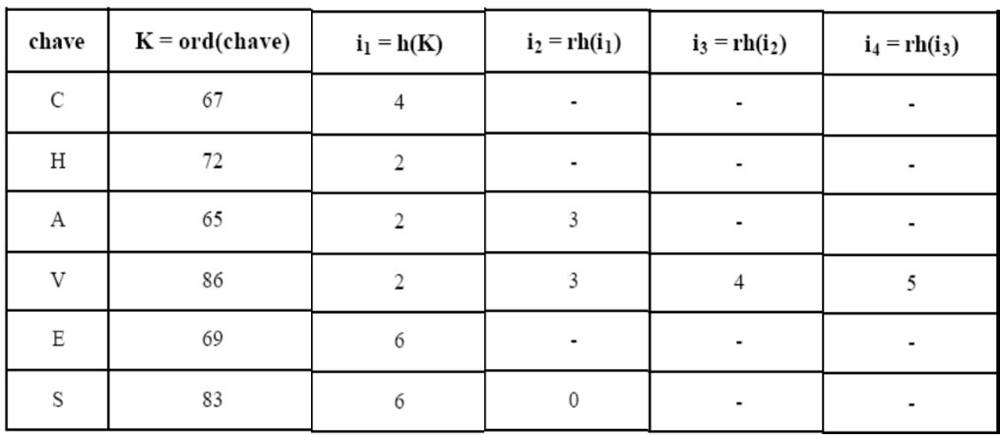 chave K = ord(chave) i₁ = h(K) i₂ = rh(i₁) i₃ = rh(i₂) i₄ = rh(i₃)
C 67 4 - - -
H 72 2 - - -
A 65 2 3 - -
V 86 2 3 4 5
E 69 6 - - -
S 83 6 0 - -